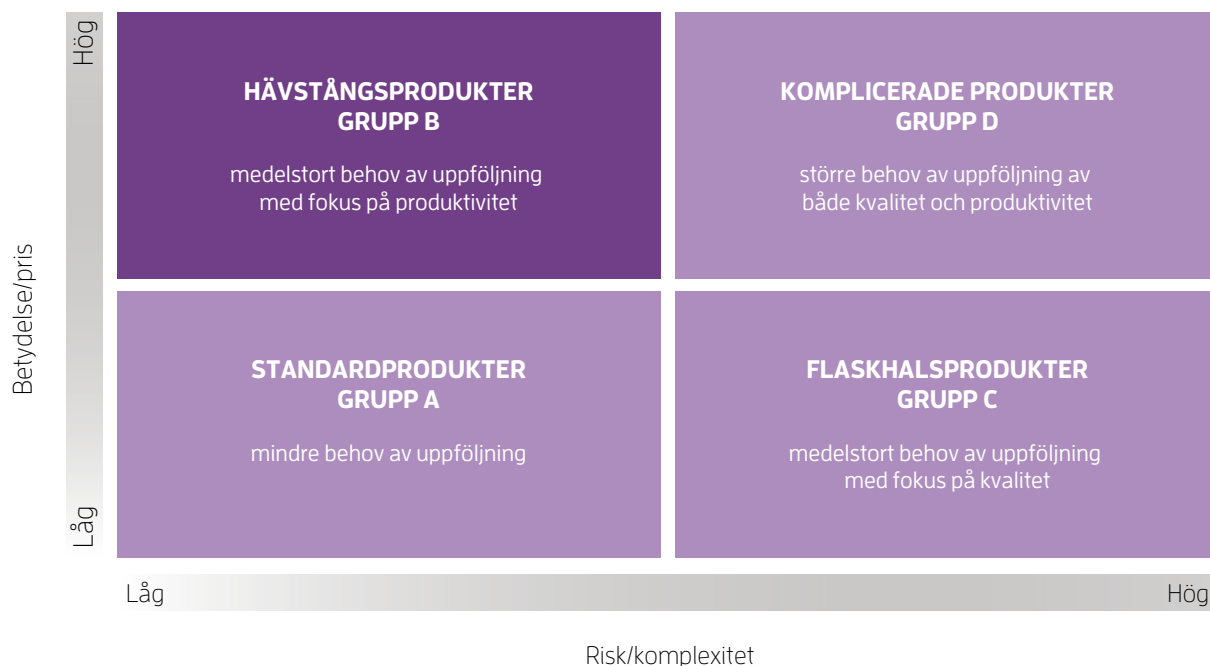 Betydelse/pris
Hög
Låg
HÄVSTÅNGSPRODUKTER
GRUPP B
medelstort behov av uppföljning
med fokus på produktivitet
KOMPLICERADE PRODUKTER
GRUPP D
större behov av uppföljning av
både kvalitet och produktivitet
STANDARDPRODUKTER
GRUPP A
mindre behov av uppföljning
FLASKHALSPRODUKTER
GRUPP C
medelstort behov av uppföljning
med fokus på kvalitet
Låg
Hög
Risk/komplexitet